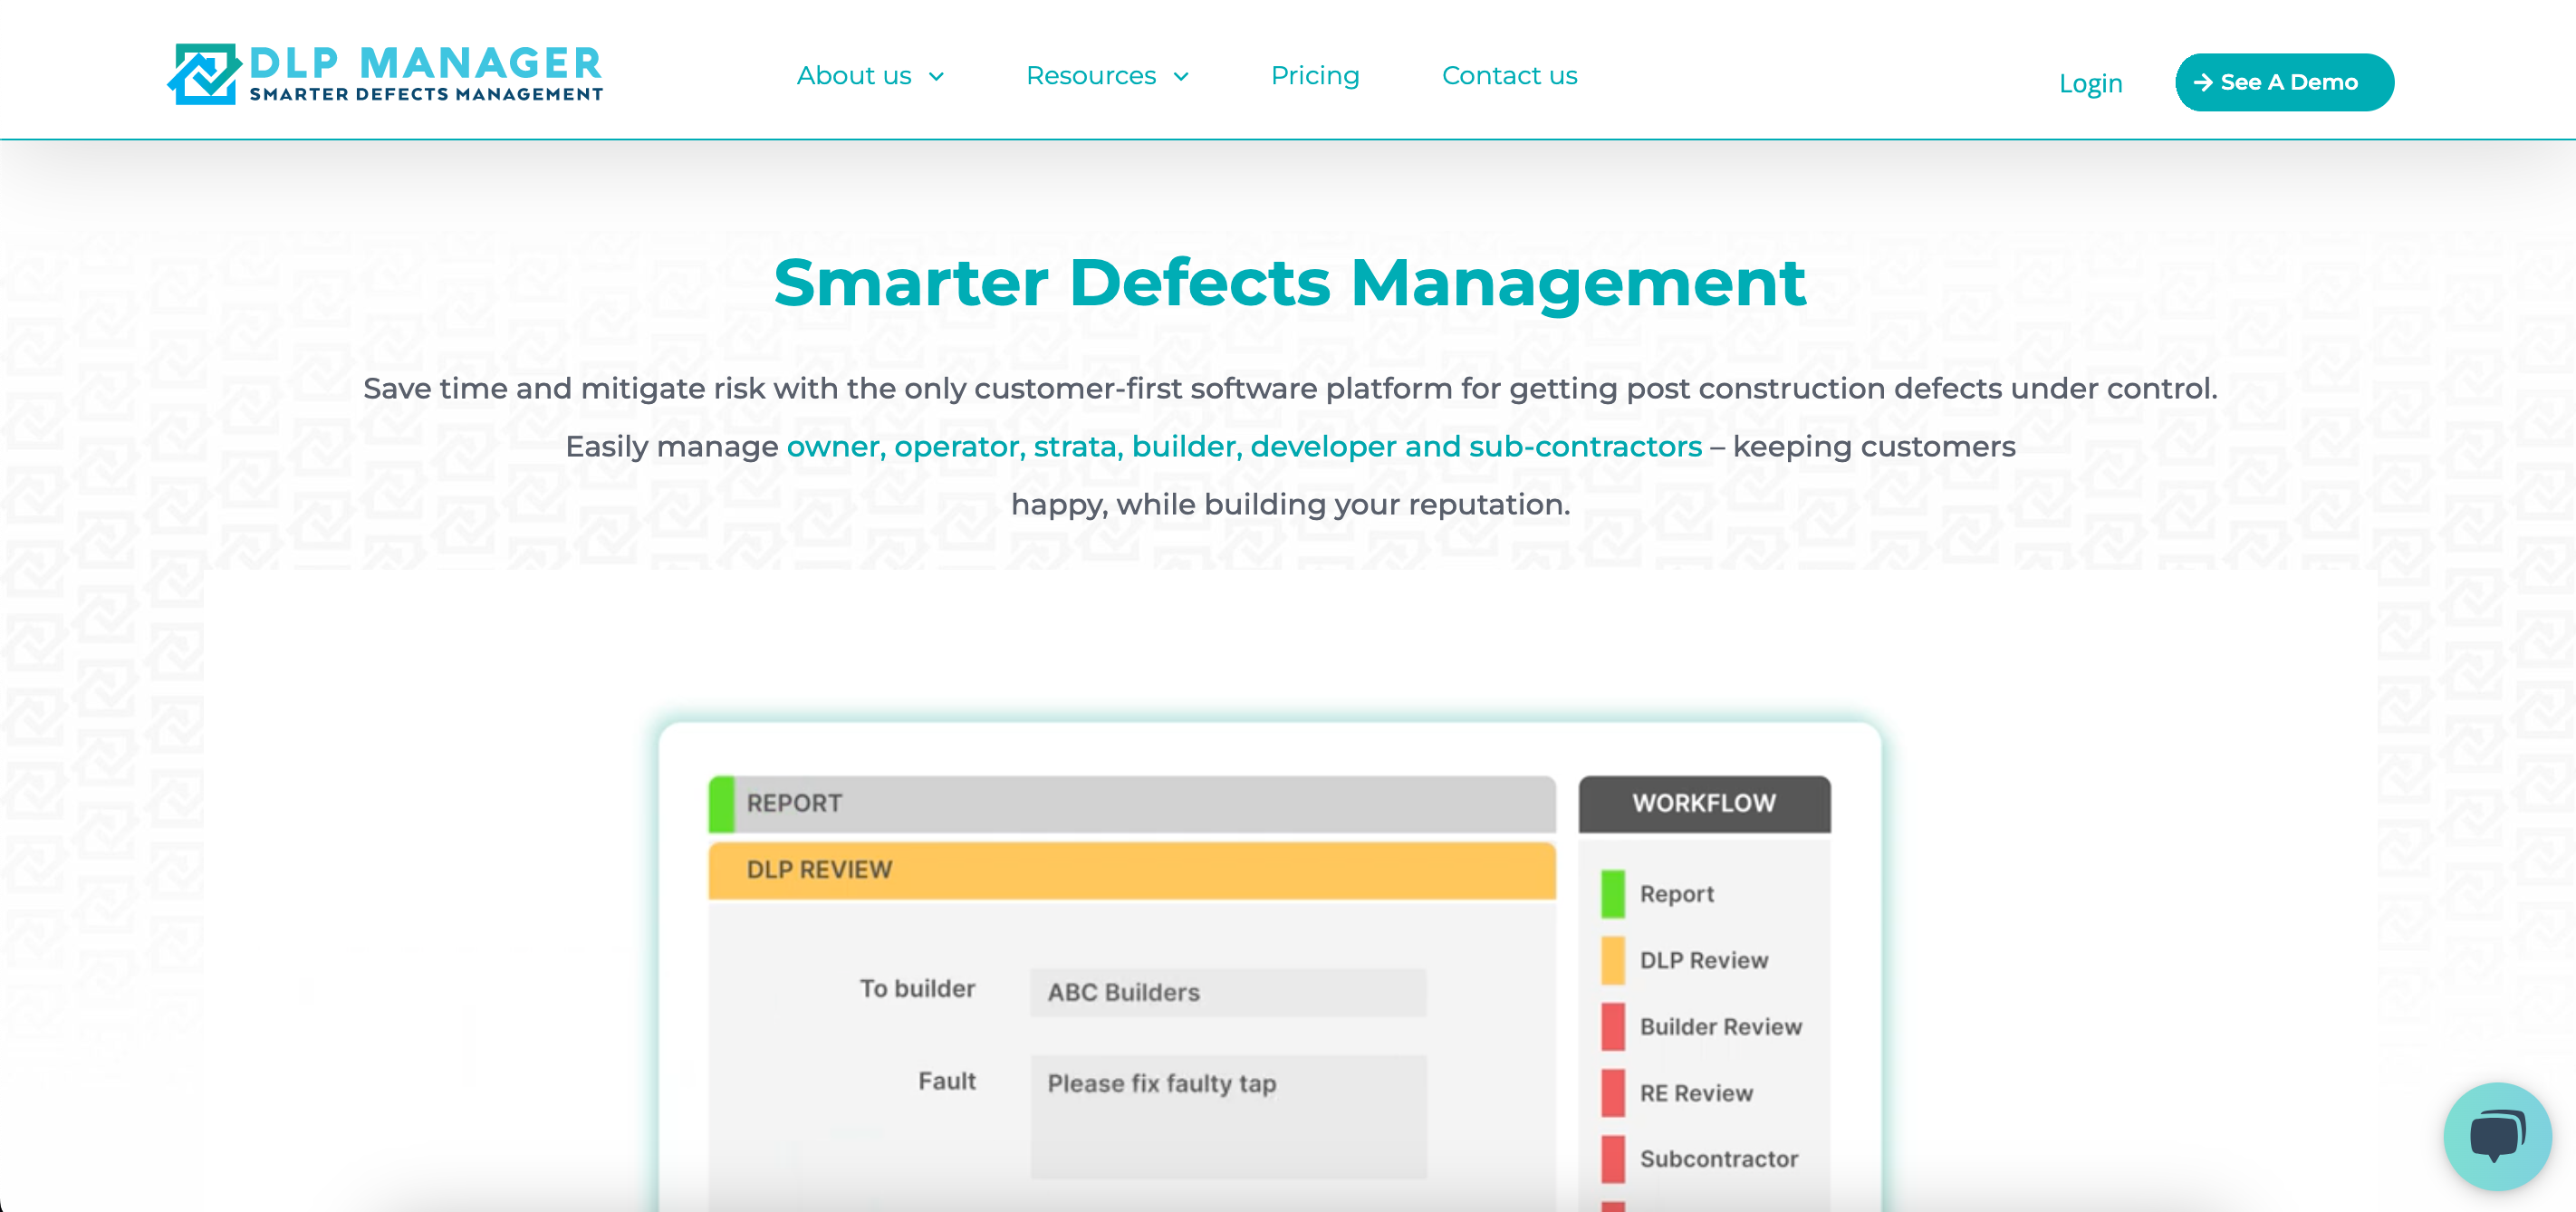 DLP MANAGER
SMARTER DEFECTS MANAGEMENT
About us
Resources
Pricing
Contact us
Login
See A Demo
Smarter Defects Management
Save time and mitigate risk with the only customer-first software platform for getting post construction defects under control.
Easily manage owner, operator, strata, builder, developer and sub-contractors – keeping customers
happy, while building your reputation.
REPORT
DLP REVIEW
To builder
ABC Builders
Fault
Please fix faulty tap
WORKFLOW
Report
DLP Review
Builder Review
RE Review
Subcontractor